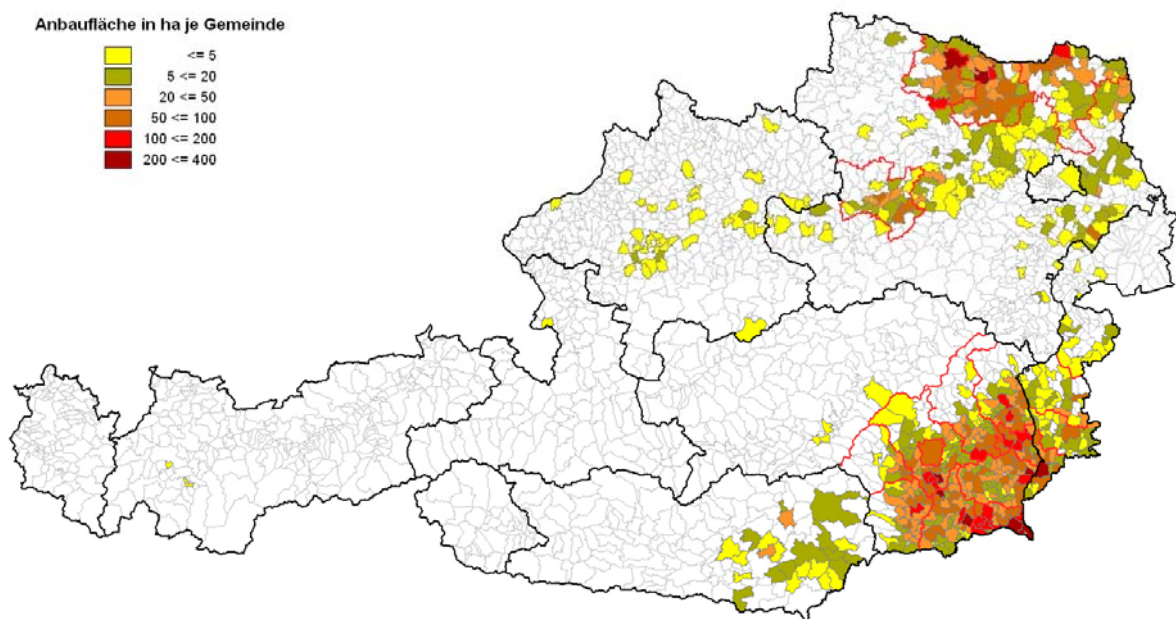 Anbaufläche in ha je Gemeinde
<= 5
5 <= 20
20 <= 50
50 <= 100
100 <= 200
200 <= 400